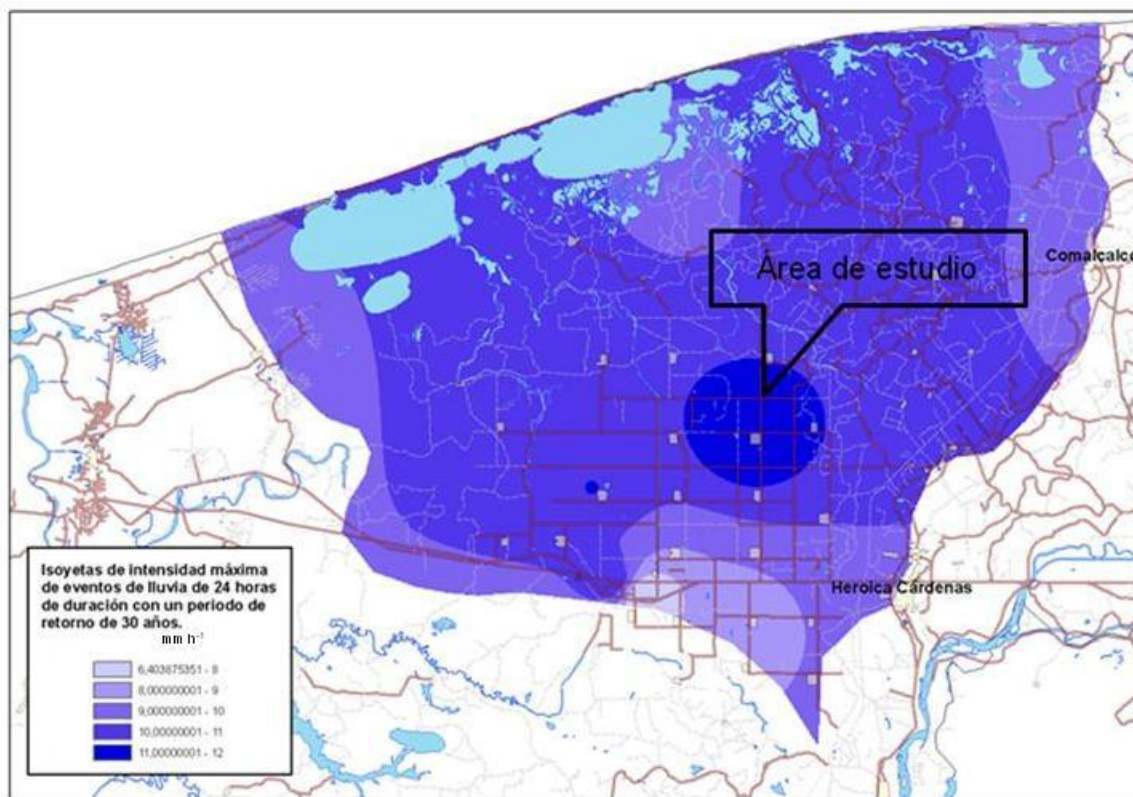 Área de estudio
Comalcalco
Heroica Cárdenas
Isoyetas de intensidad máxima
de eventos de lluvia de 24 horas
de duración con un periodo de
retorno de 30 años.
mm h⁻¹
6,403875351 - 8
8,000000001 - 9
9,000000001 - 10
10,00000001 - 11
11,00000001 - 12